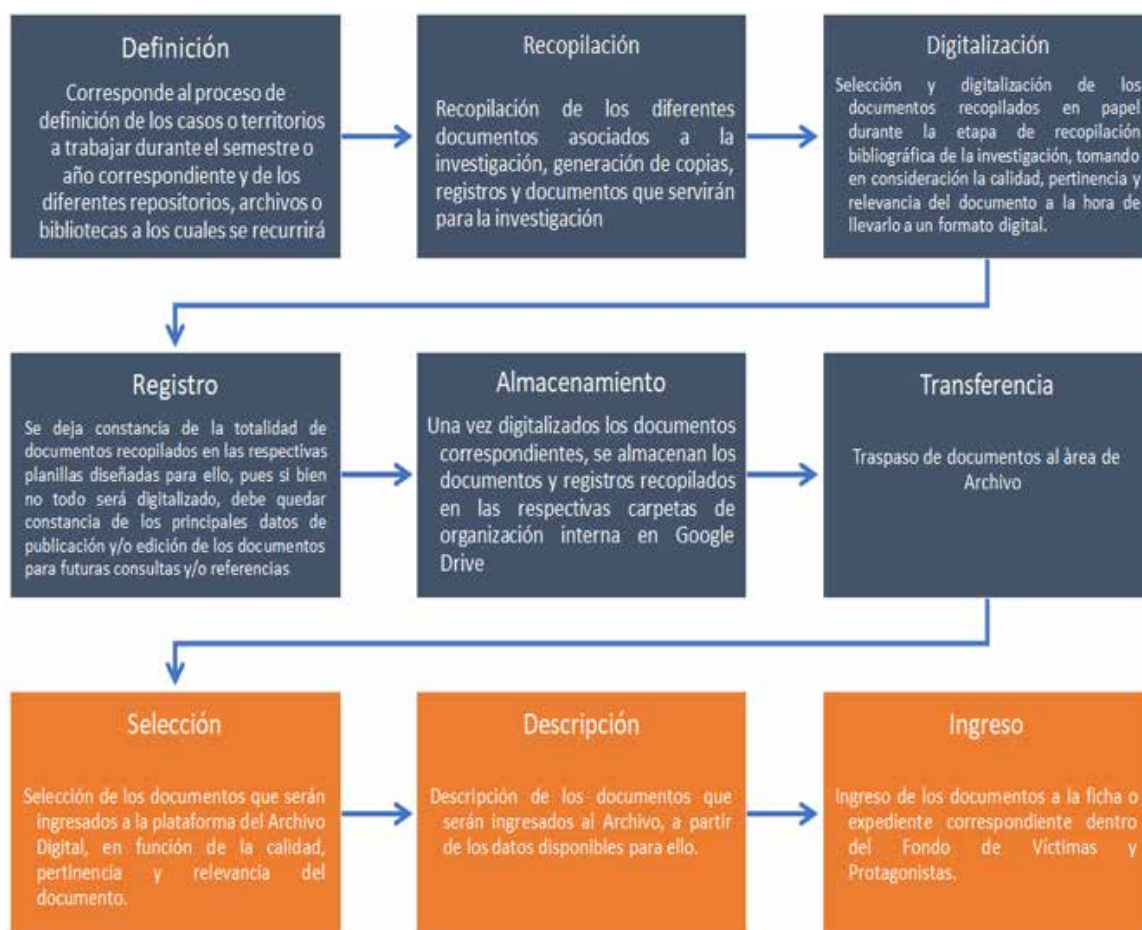 Definición
Corresponde al proceso de
definición de los casos o territorios
a trabajar durante el semestre o
año correspondiente y de los
diferentes repositorios, archivos o
bibliotecas a los cuales se recurrirá
Recopilación
Recopilación de los diferentes
documentos asociados a la
investigación, generación de copias,
registros y documentos que servirán
para la investigación
Digitalización
Selección y digitalización de los
documentos recopilados en papel
durante la etapa de recopilación
bibliográfica de la investigación, tomando
en consideración la calidad, pertinencia y
relevancia del documento a la hora de
llevarlo a un formato digital.
Registro
Se deja constancia de la totalidad de
documentos recopilados en las respectivas
planillas diseñadas para ello, pues si bien
no todo será digitalizado, debe quedar
constancia de los principales datos de
publicación y/o edición de los documentos
para futuras consultas y/o referencias
Almacenamiento
Una vez digitalizados los documentos
correspondientes, se almacenan los
documentos y registros recopilados
en las respectivas carpetas de
organización interna en Google
Drive
Transferencia
Traspaso de documentos al àrea de
Archivo
Selección
Selección de los documentos que serán
ingresados a la plataforma del Archivo
Digital, en función de la calidad,
pertinencia y relevancia del
documento.
Descripción
Descripción de los documentos que
serán ingresados al Archivo, a partir
de los datos disponibles para ello.
Ingreso
Ingreso de los documentos a la ficha o
expediente correspondiente dentro
del Fondo de Víctimas y
Protagonistas.